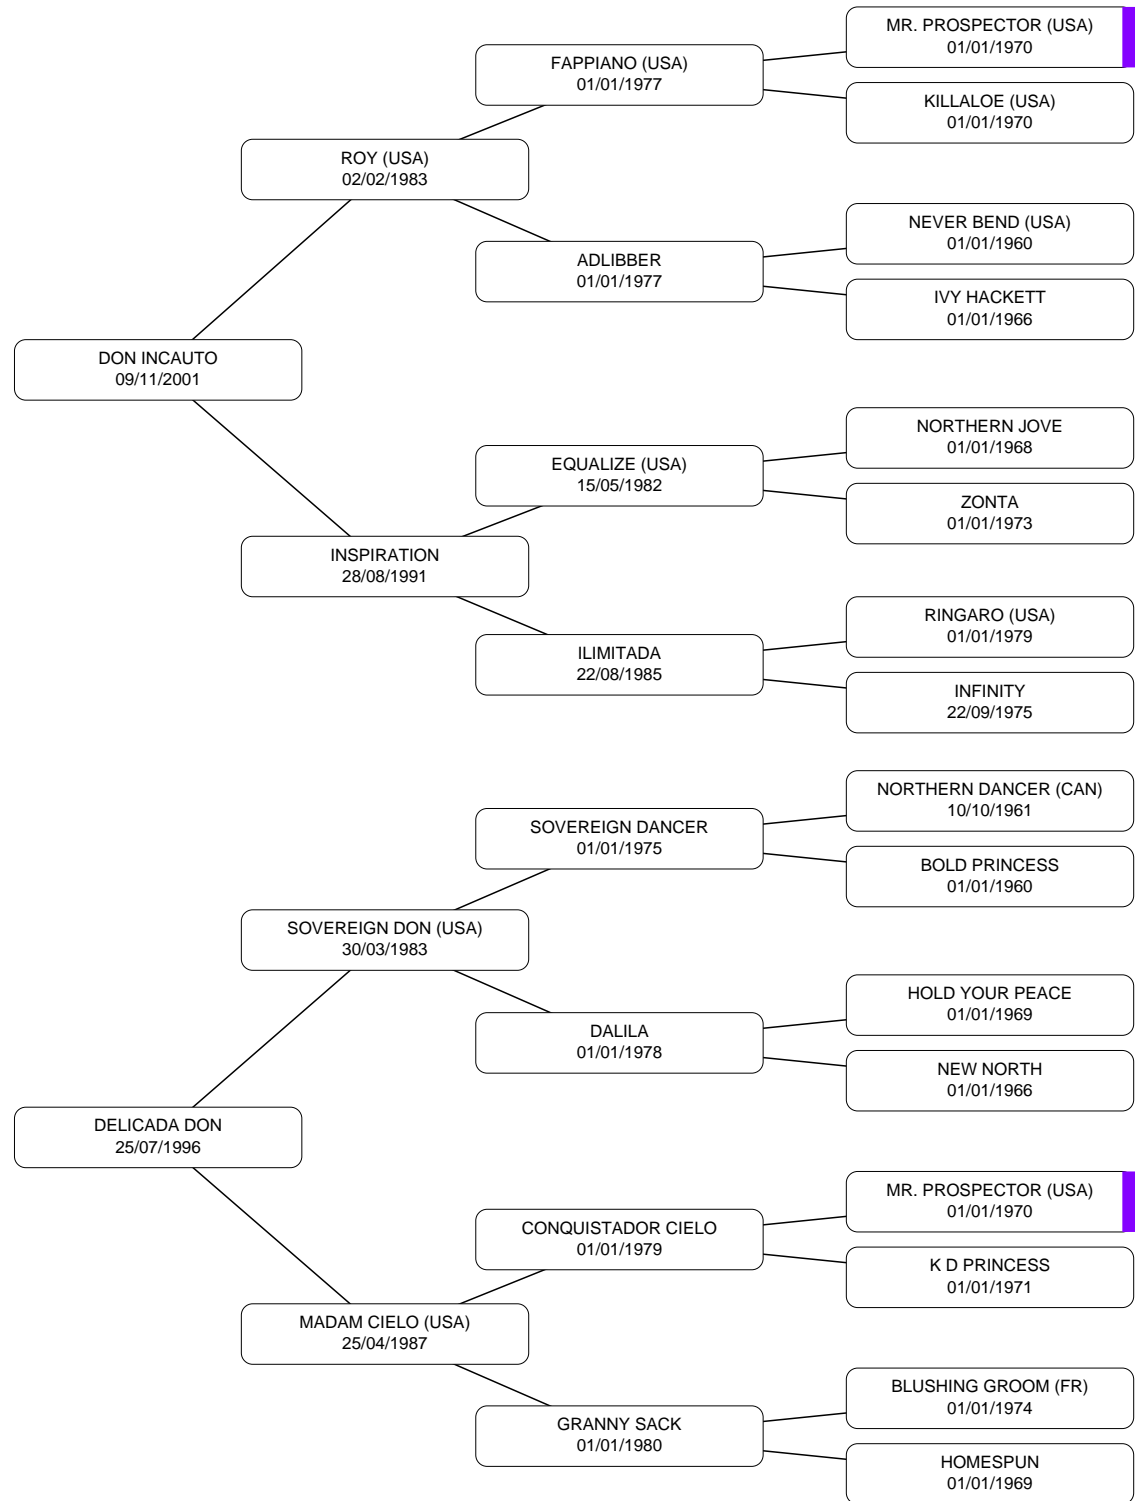 MR. PROSPECTOR (USA)
01/01/1970
FAPPIANO (USA)
01/01/1977
KILLALOE (USA)
01/01/1970
ROY (USA)
02/02/1983
NEVER BEND (USA)
01/01/1960
ADLIBBER
01/01/1977
IVY HACKETT
01/01/1966
DON INCAUTO
09/11/2001
NORTHERN JOVE
01/01/1968
EQUALIZE (USA)
15/05/1982
ZONTA
01/01/1973
INSPIRATION
28/08/1991
RINGARO (USA)
01/01/1979
ILIMITADA
22/08/1985
INFINITY
22/09/1975
NORTHERN DANCER (CAN)
10/10/1961
SOVEREIGN DANCER
01/01/1975
BOLD PRINCESS
01/01/1960
SOVEREIGN DON (USA)
30/03/1983
HOLD YOUR PEACE
01/01/1969
DALILA
01/01/1978
NEW NORTH
01/01/1966
DELICADA DON
25/07/1996
MR. PROSPECTOR (USA)
01/01/1970
CONQUISTADOR CIELO
01/01/1979
K D PRINCESS
01/01/1971
MADAM CIELO (USA)
25/04/1987
BLUSHING GROOM (FR)
01/01/1974
GRANNY SACK
01/01/1980
HOMESPUN
01/01/1969